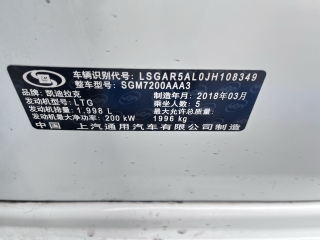 车辆识别代号：LSGAR5AL0JH108349
整车型号：SGM7200AAA3
品牌：凯迪拉克 制造年月：2018年03月
发动机型号：LTG 乘坐人数：5
发动机排量：1.998 L 最大允许总质量：
发动机最大净功率：200 kW 1996 kg
中国 上汽通用汽车有限公司制造